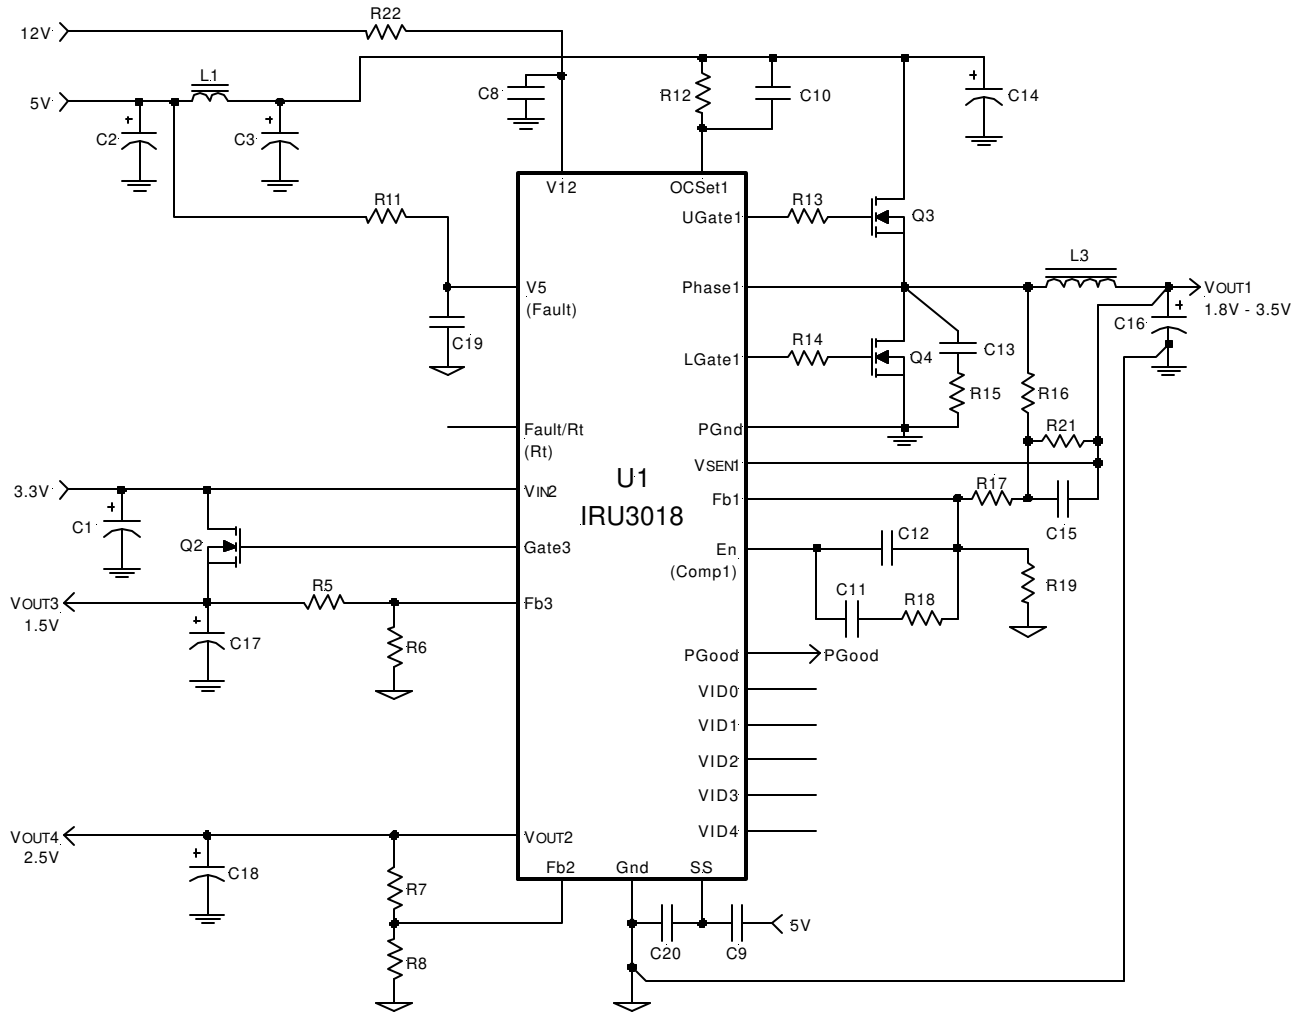 R22
12V
L1
5V
C8
R12
C10
C14
C2
C3
V12
OCSet1
R11
R13
UGate1
Q3
L3
V5
(Fault)
Phase1
VOUT1
1.8V - 3.5V
C16
C19
R14
LGate1
Q4
C13
R15
R16
Fault/Rt
(Rt)
PGnd
R21
VSEN1
U1
IRU3018
3.3V
VIN2
R17
Fb1
C1
C15
Q2
Gate3
En
(Comp1)
C12
R5
C11
R18
R19
VOUT3
1.5V
Fb3
C17
R6
PGood
PGood
VID0
VID1
VID2
VID3
VID4
VOUT4
2.5V
VOUT2
C18
Fb2
Gnd
SS
R7
5V
R8
C20
C9